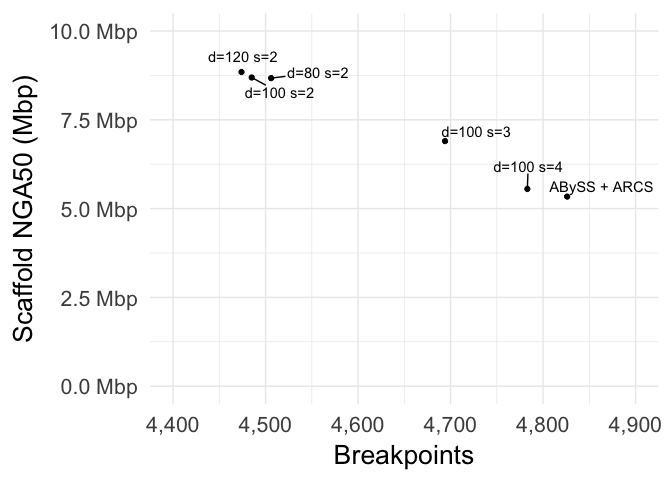 10.0 Mbp
7.5 Mbp
5.0 Mbp
2.5 Mbp
0.0 Mbp
Scaffold NGA50 (Mbp)
d=120 s=2
d=80 s=2
d=100 s=2
d=100 s=3
d=100 s=4
ABySS + ARCS
4,400 4,500 4,600 4,700 4,800 4,900
Breakpoints